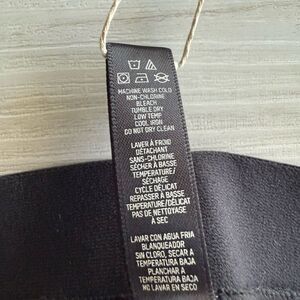 MACHINE WASH COLD
NON-CHLORINE
BLEACH
TUMBLE DRY
LOW TEMP
COOL IRON
DO NOT DRY CLEAN
LAVER À FROID
DÉTACHANT
SANS-CHLORINE
SÉCHER À BASSE
TEMPERATURE/
SÉCHAGE
CYCLE DÉLICAT
REPASSER À BASSE
TEMPÉRATURE/DÉLICAT
PAS DE NETTOYAGE
À SEC
LAVAR CON AGUA FRIA
BLANQUEADOR
SIN CLORO, SECAR A
TEMPERATURA BAJA
PLANCHAR A
TEMPERATURA BAJA
NO LAVAR EN SECO